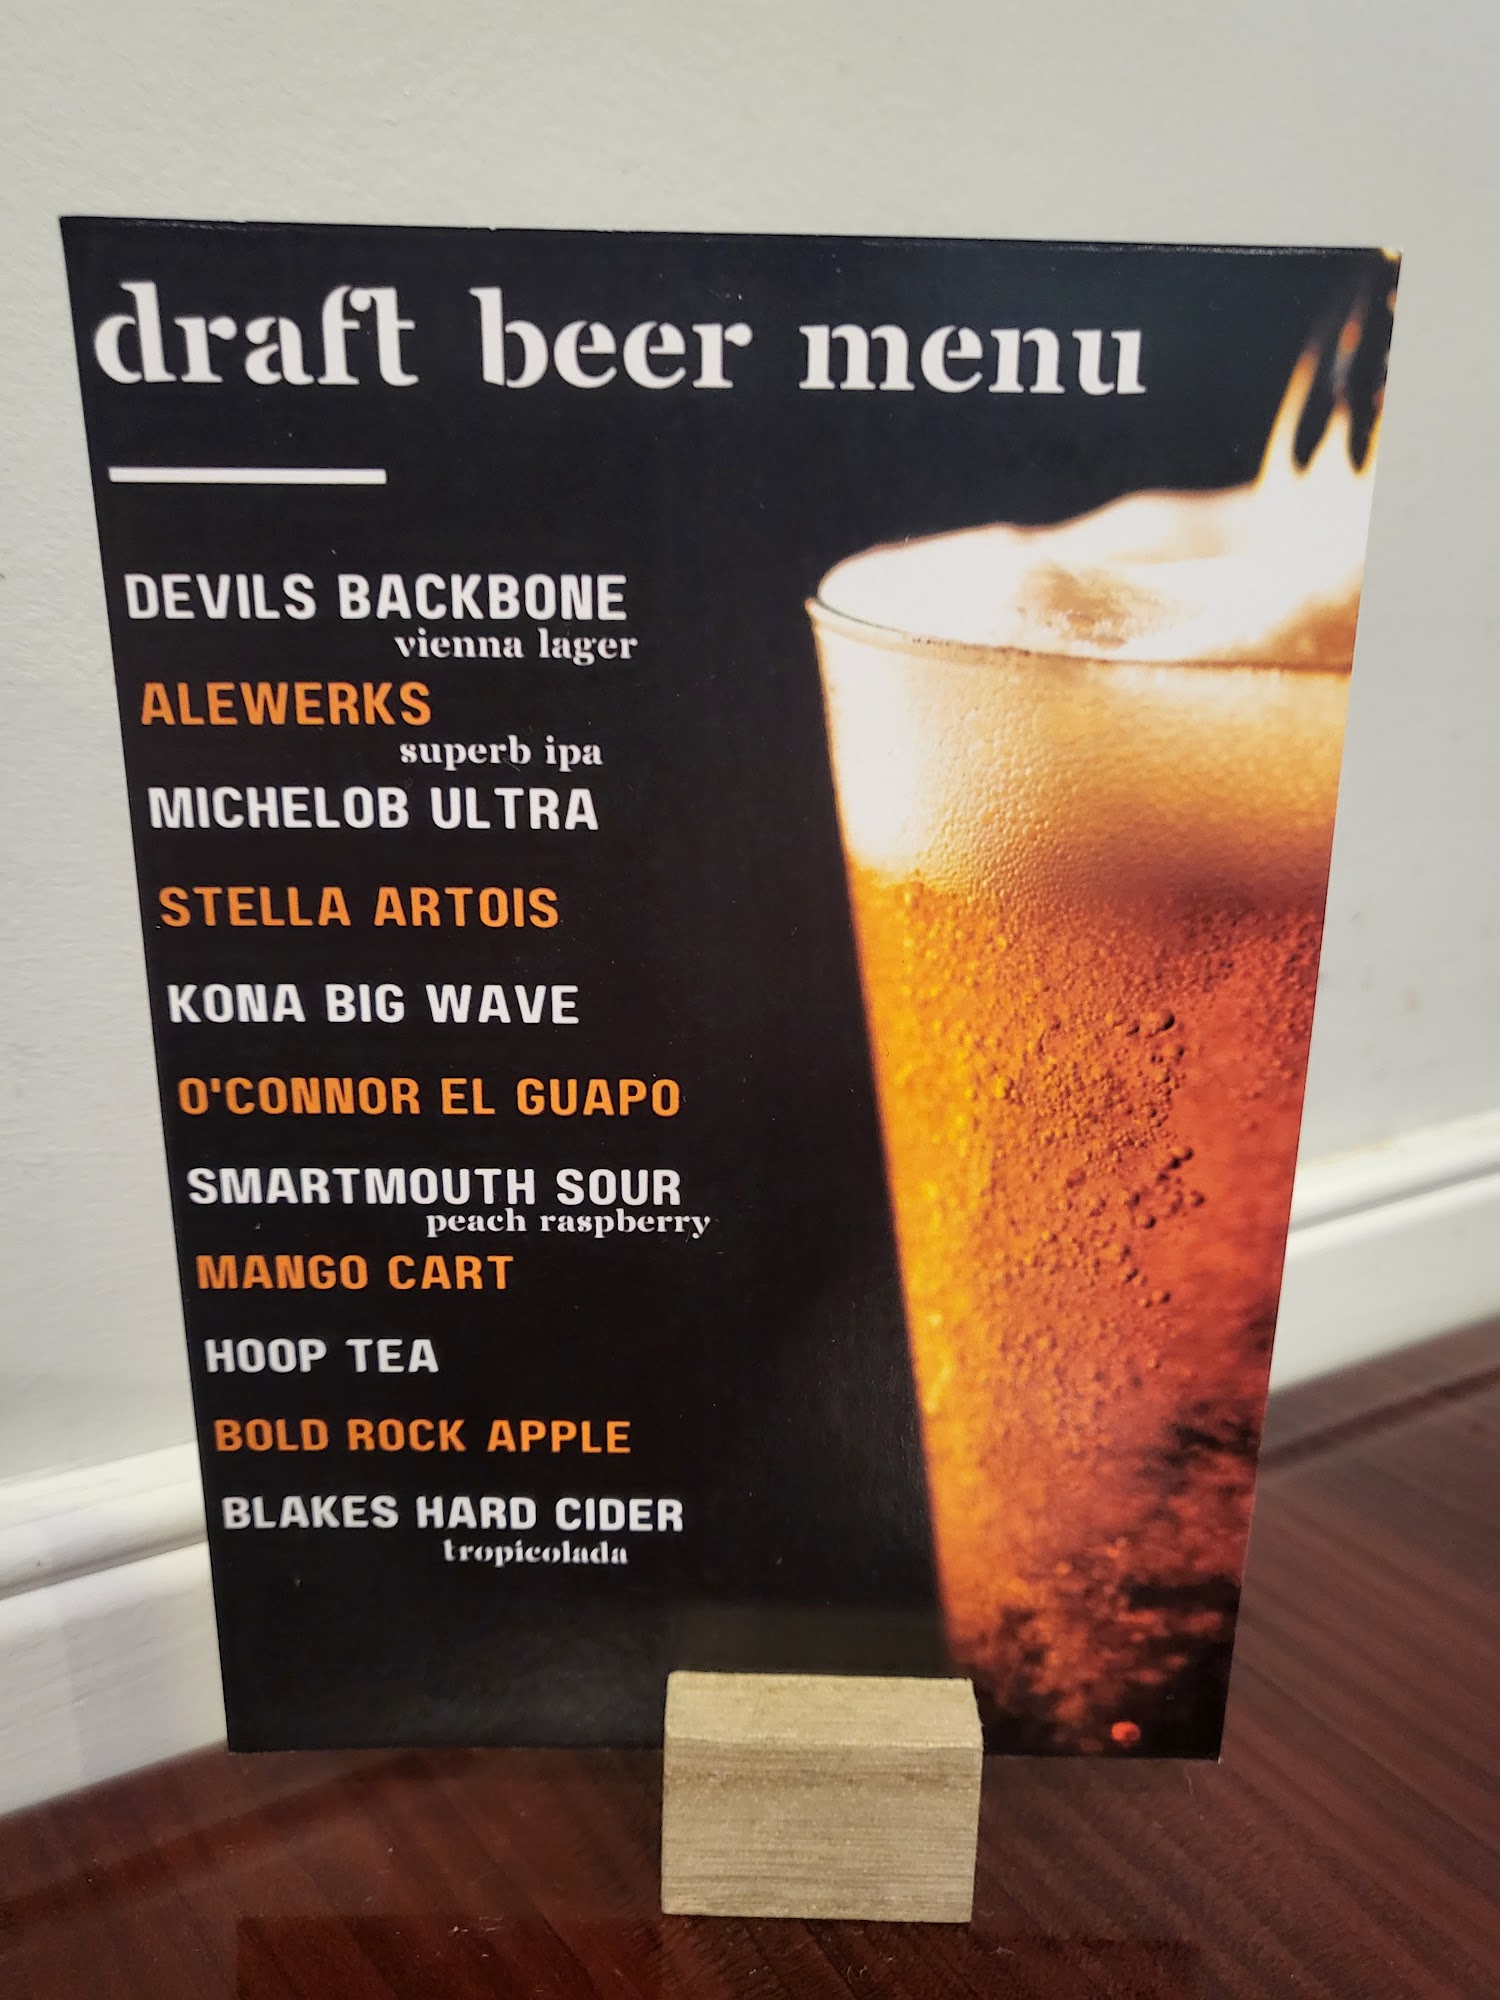 draft beer menu
DEVILS BACKBONE
vienna lager
ALEWERKS
superb ipa
MICHELOB ULTRA
STELLA ARTOIS
KONA BIG WAVE
O'CONNOR EL GUAPO
SMARTMOUTH SOUR
peach raspberry
MANGO CART
HOOP TEA
BOLD ROCK APPLE
BLAKES HARD CIDER
tropicolada